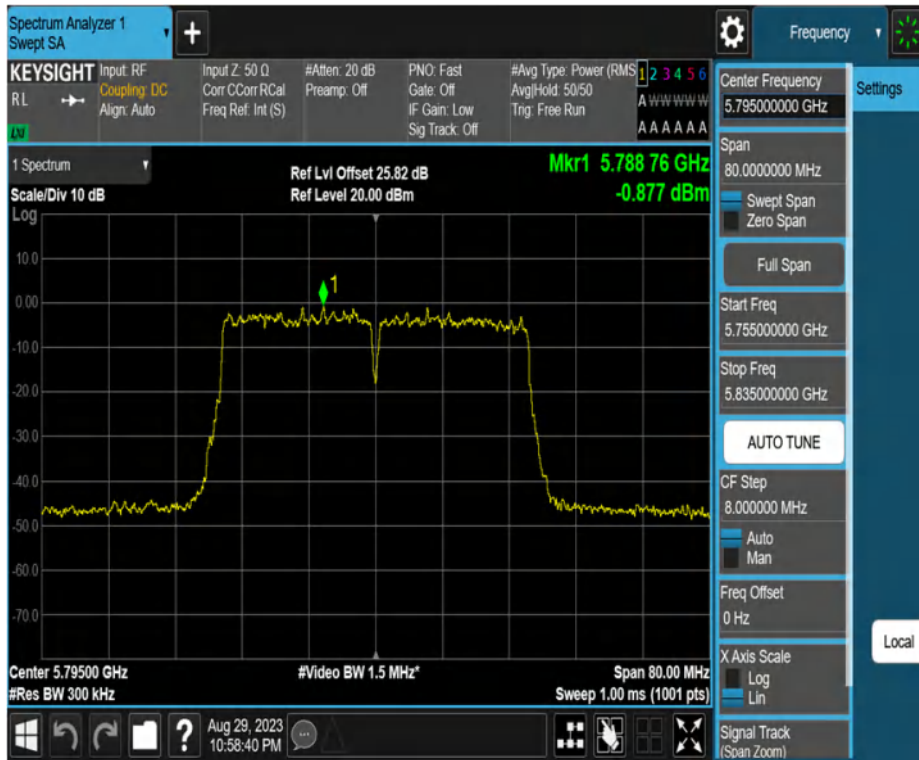 Spectrum Analyzer 1
Swept SA
+
Frequency
KEYSIGHT
RL
LXI
Input: RF
Coupling: DC
Align: Auto
Input Z: 50 Ω
Corr CCorr RCal
Freq Ref: Int (S)
#Atten: 20 dB
Preamp: Off
PNO: Fast
Gate: Off
IF Gain: Low
Sig Track: Off
#Avg Type: Power (RMS
Avg|Hold: 50/50
Trig: Free Run
1 2 3 4 5 6
A W W W W W
A A A A A A
Center Frequency
5.795000000 GHz
Settings
1 Spectrum
Scale/Div 10 dB
Log
Ref Lvl Offset 25.82 dB
Ref Level 20.00 dBm
Mkr1 5.788 76 GHz
-0.877 dBm
1
10.0
0.00
-10.0
-20.0
-30.0
-40.0
-50.0
-60.0
-70.0
Center 5.79500 GHz
#Res BW 300 kHz
#Video BW 1.5 MHz*
Span 80.00 MHz
Sweep 1.00 ms (1001 pts)
Span
80.0000000 MHz
Swept Span
Zero Span
Full Span
Start Freq
5.755000000 GHz
Stop Freq
5.835000000 GHz
AUTO TUNE
CF Step
8.000000 MHz
Auto
Man
Freq Offset
0 Hz
X Axis Scale
Log
Lin
Local
Signal Track
(Span Zoom)
?
Aug 29, 2023
10:58:40 PM